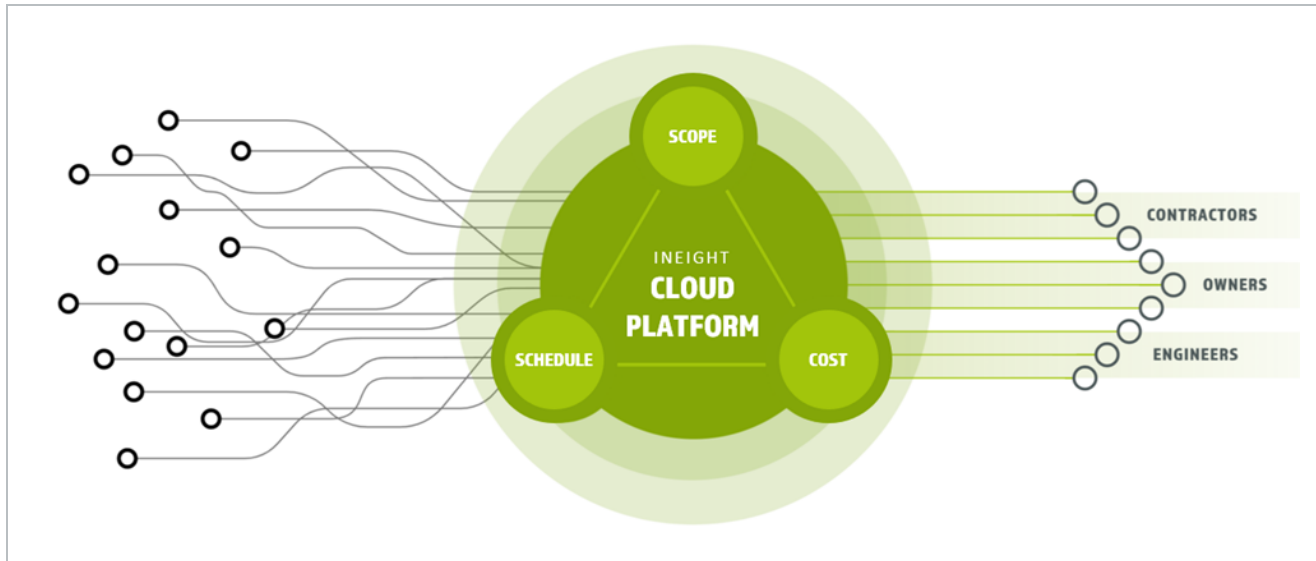 SCOPE
INEIGHT
CLOUD
PLATFORM
SCHEDULE
COST
CONTRACTORS
OWNERS
ENGINEERS